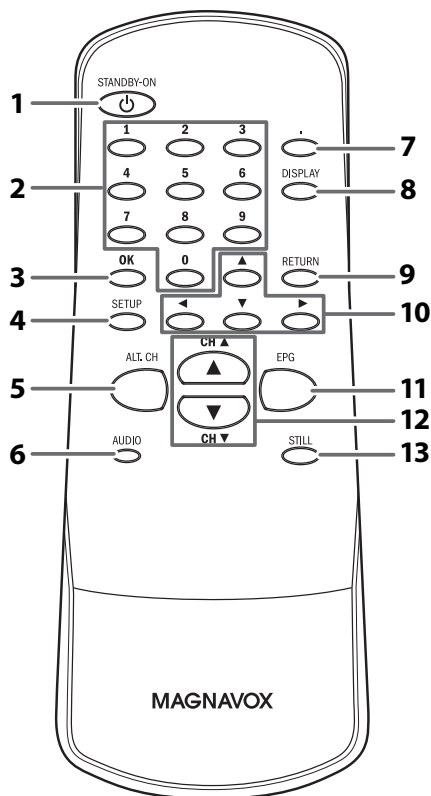 STANDBY-ON
1
1 2 3 .
7
2
4 5 6 DISPLAY
8
7 8 9
3
OK 0 ▲ RETURN
9
4
SETUP ◄ ▼ ►
10
CH ▲
ALT. CH ▲ EPG
5
11
▼
12
CH ▼
6
AUDIO STILL
13
MAGNAVOX